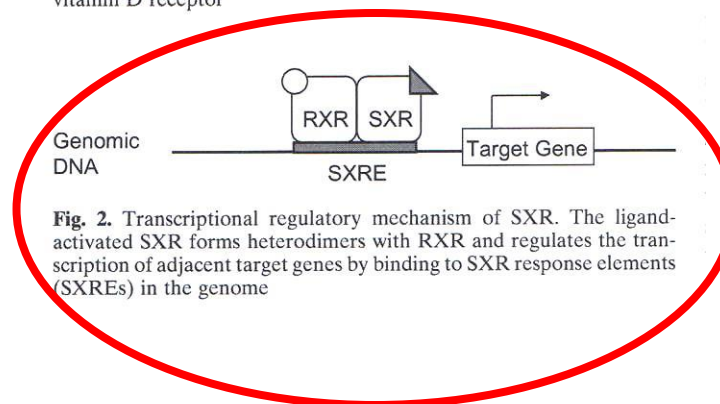 vitamin D receptor
RXR SXR
Genomic
DNA
Target Gene
SXRE
Fig. 2. Transcriptional regulatory mechanism of SXR. The ligand-
activated SXR forms heterodimers with RXR and regulates the tran-
scription of adjacent target genes by binding to SXR response elements
(SXREs) in the genome